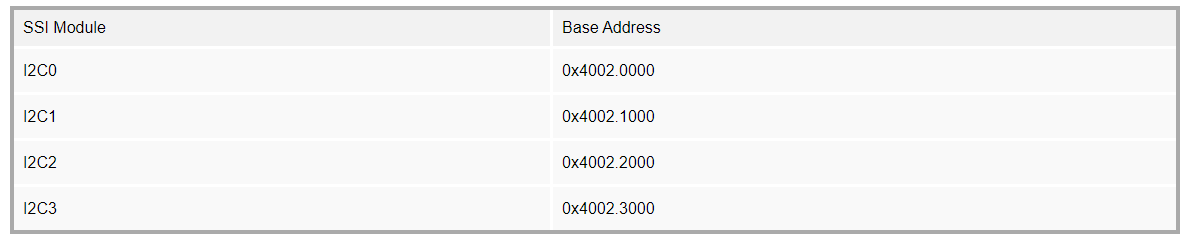 SSI Module Base Address
I2C0 0x4002.0000
I2C1 0x4002.1000
I2C2 0x4002.2000
I2C3 0x4002.3000